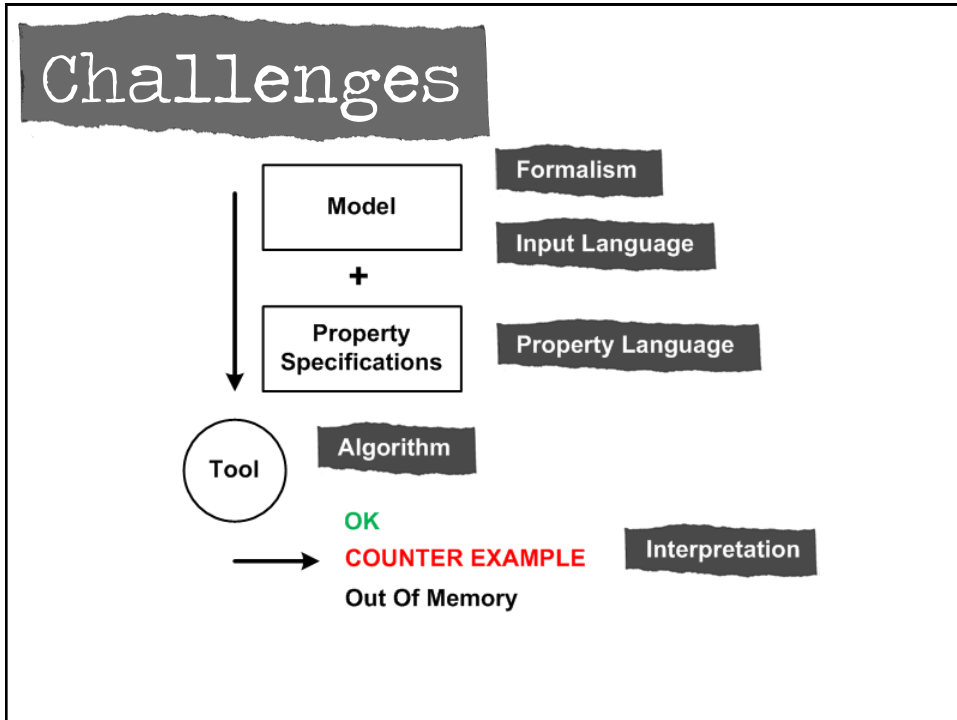 Challenges
Formalism
Model
Input Language
+
Property
Specifications
Property Language
Algorithm
Tool
OK
COUNTER EXAMPLE
Interpretation
Out Of Memory